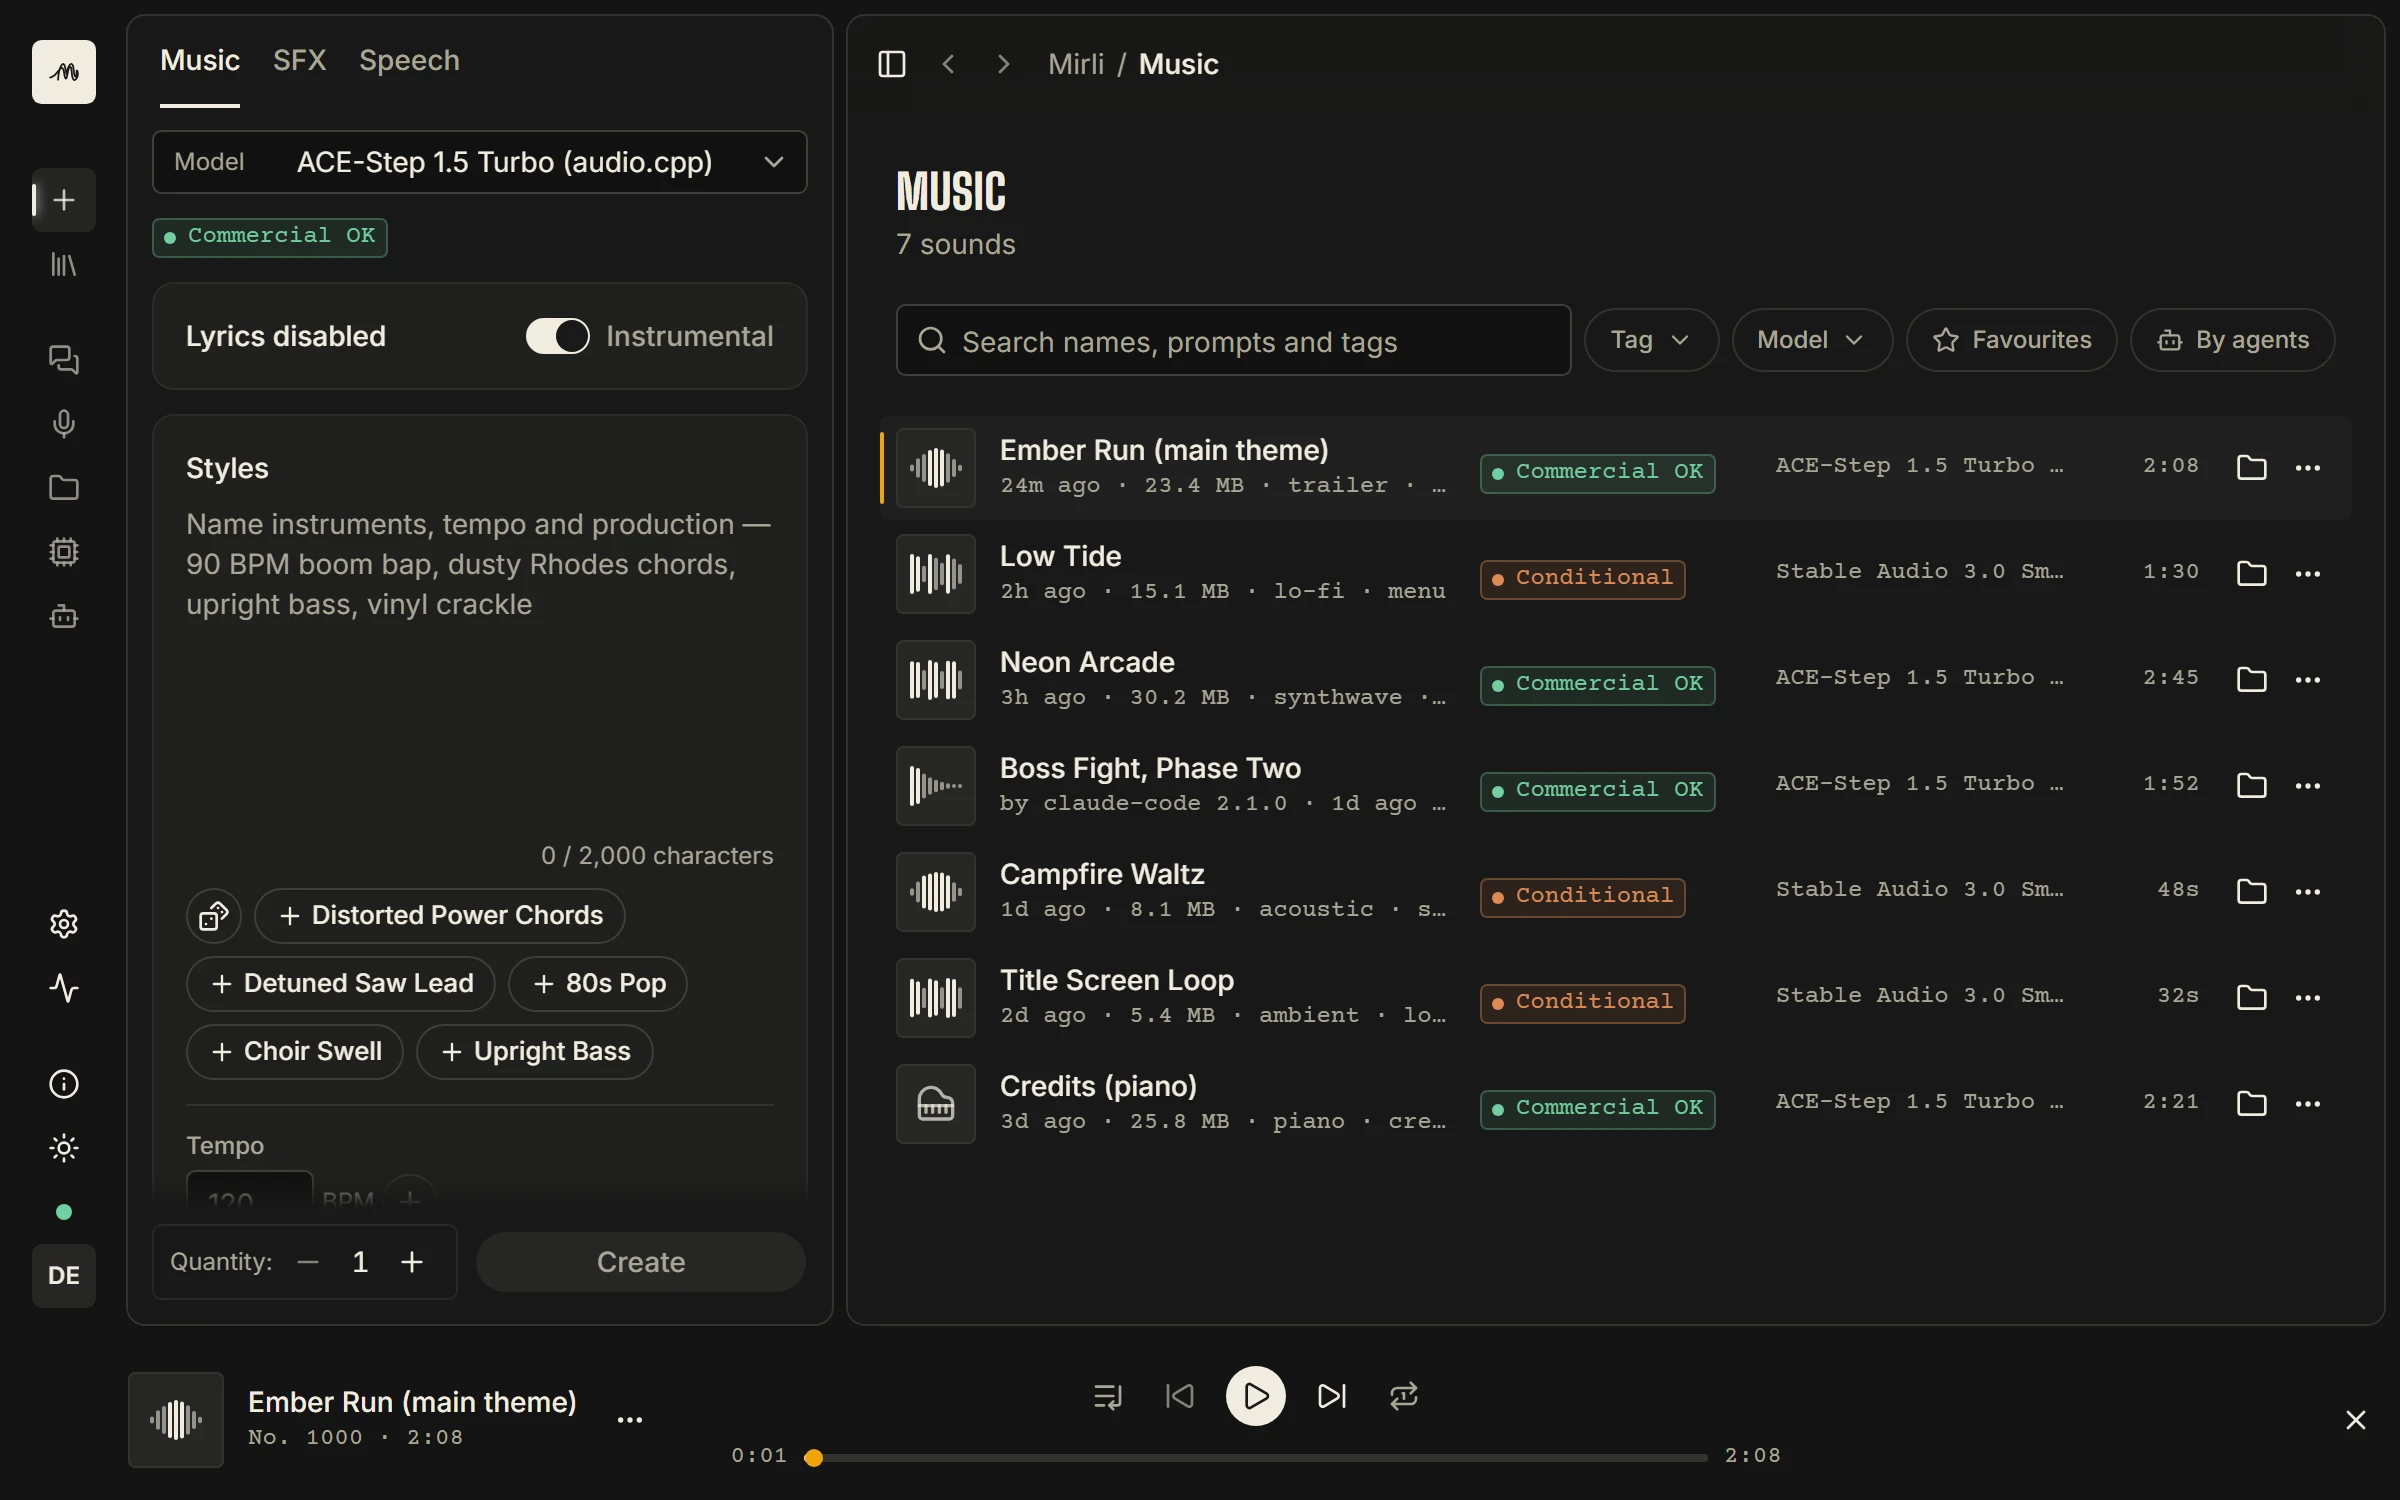 Music SFX Speech
Model ACE-Step 1.5 Turbo (audio.cpp)
Commercial OK
Lyrics disabled Instrumental
Styles
Name instruments, tempo and production —
90 BPM boom bap, dusty Rhodes chords,
upright bass, vinyl crackle
0 / 2,000 characters
+ Distorted Power Chords
+ Detuned Saw Lead + 80s Pop
+ Choir Swell + Upright Bass
Tempo
120 BPM +
Quantity: — 1 + Create
DE
Mirli / Music
MUSIC
7 sounds
Search names, prompts and tags Tag Model Favourites By agents
Ember Run (main theme)
24m ago · 23.4 MB · trailer · … Commercial OK ACE-Step 1.5 Turbo … 2:08
Low Tide
2h ago · 15.1 MB · lo-fi · menu Conditional Stable Audio 3.0 Sm… 1:30
Neon Arcade
3h ago · 30.2 MB · synthwave ·… Commercial OK ACE-Step 1.5 Turbo … 2:45
Boss Fight, Phase Two
by claude-code 2.1.0 · 1d ago … Commercial OK ACE-Step 1.5 Turbo … 1:52
Campfire Waltz
1d ago · 8.1 MB · acoustic · s… Conditional Stable Audio 3.0 Sm… 48s
Title Screen Loop
2d ago · 5.4 MB · ambient · lo… Conditional Stable Audio 3.0 Sm… 32s
Credits (piano)
3d ago · 25.8 MB · piano · cre… Commercial OK ACE-Step 1.5 Turbo … 2:21
Ember Run (main theme)
No. 1000 · 2:08
0:01 2:08